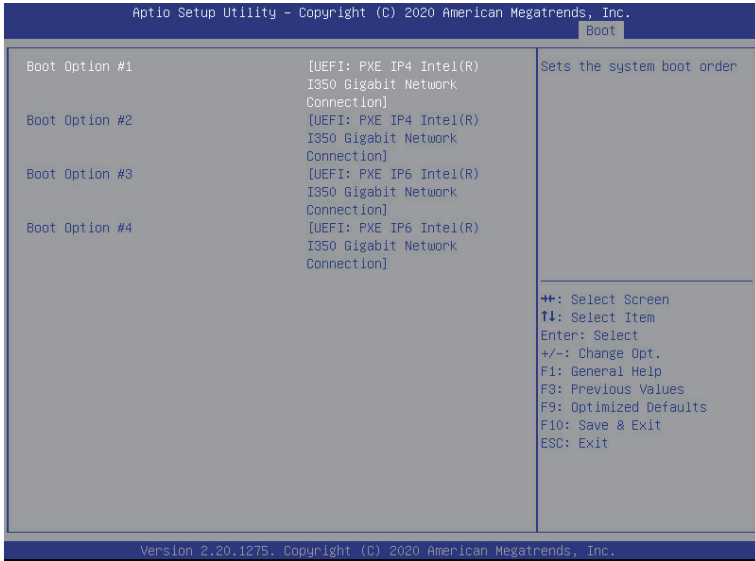 Aptio Setup Utility – Copyright (C) 2020 American Megatrends, Inc.
Boot
Boot Option #1 [UEFI: PXE IP4 Intel(R)
I350 Gigabit Network
Connection]
Boot Option #2 [UEFI: PXE IP4 Intel(R)
I350 Gigabit Network
Connection]
Boot Option #3 [UEFI: PXE IP6 Intel(R)
I350 Gigabit Network
Connection]
Boot Option #4 [UEFI: PXE IP6 Intel(R)
I350 Gigabit Network
Connection]
Sets the system boot order
→←: Select Screen
↑↓: Select Item
Enter: Select
+/-: Change Opt.
F1: General Help
F3: Previous Values
F9: Optimized Defaults
F10: Save & Exit
ESC: Exit
Version 2.20.1275. Copyright (C) 2020 American Megatrends, Inc.